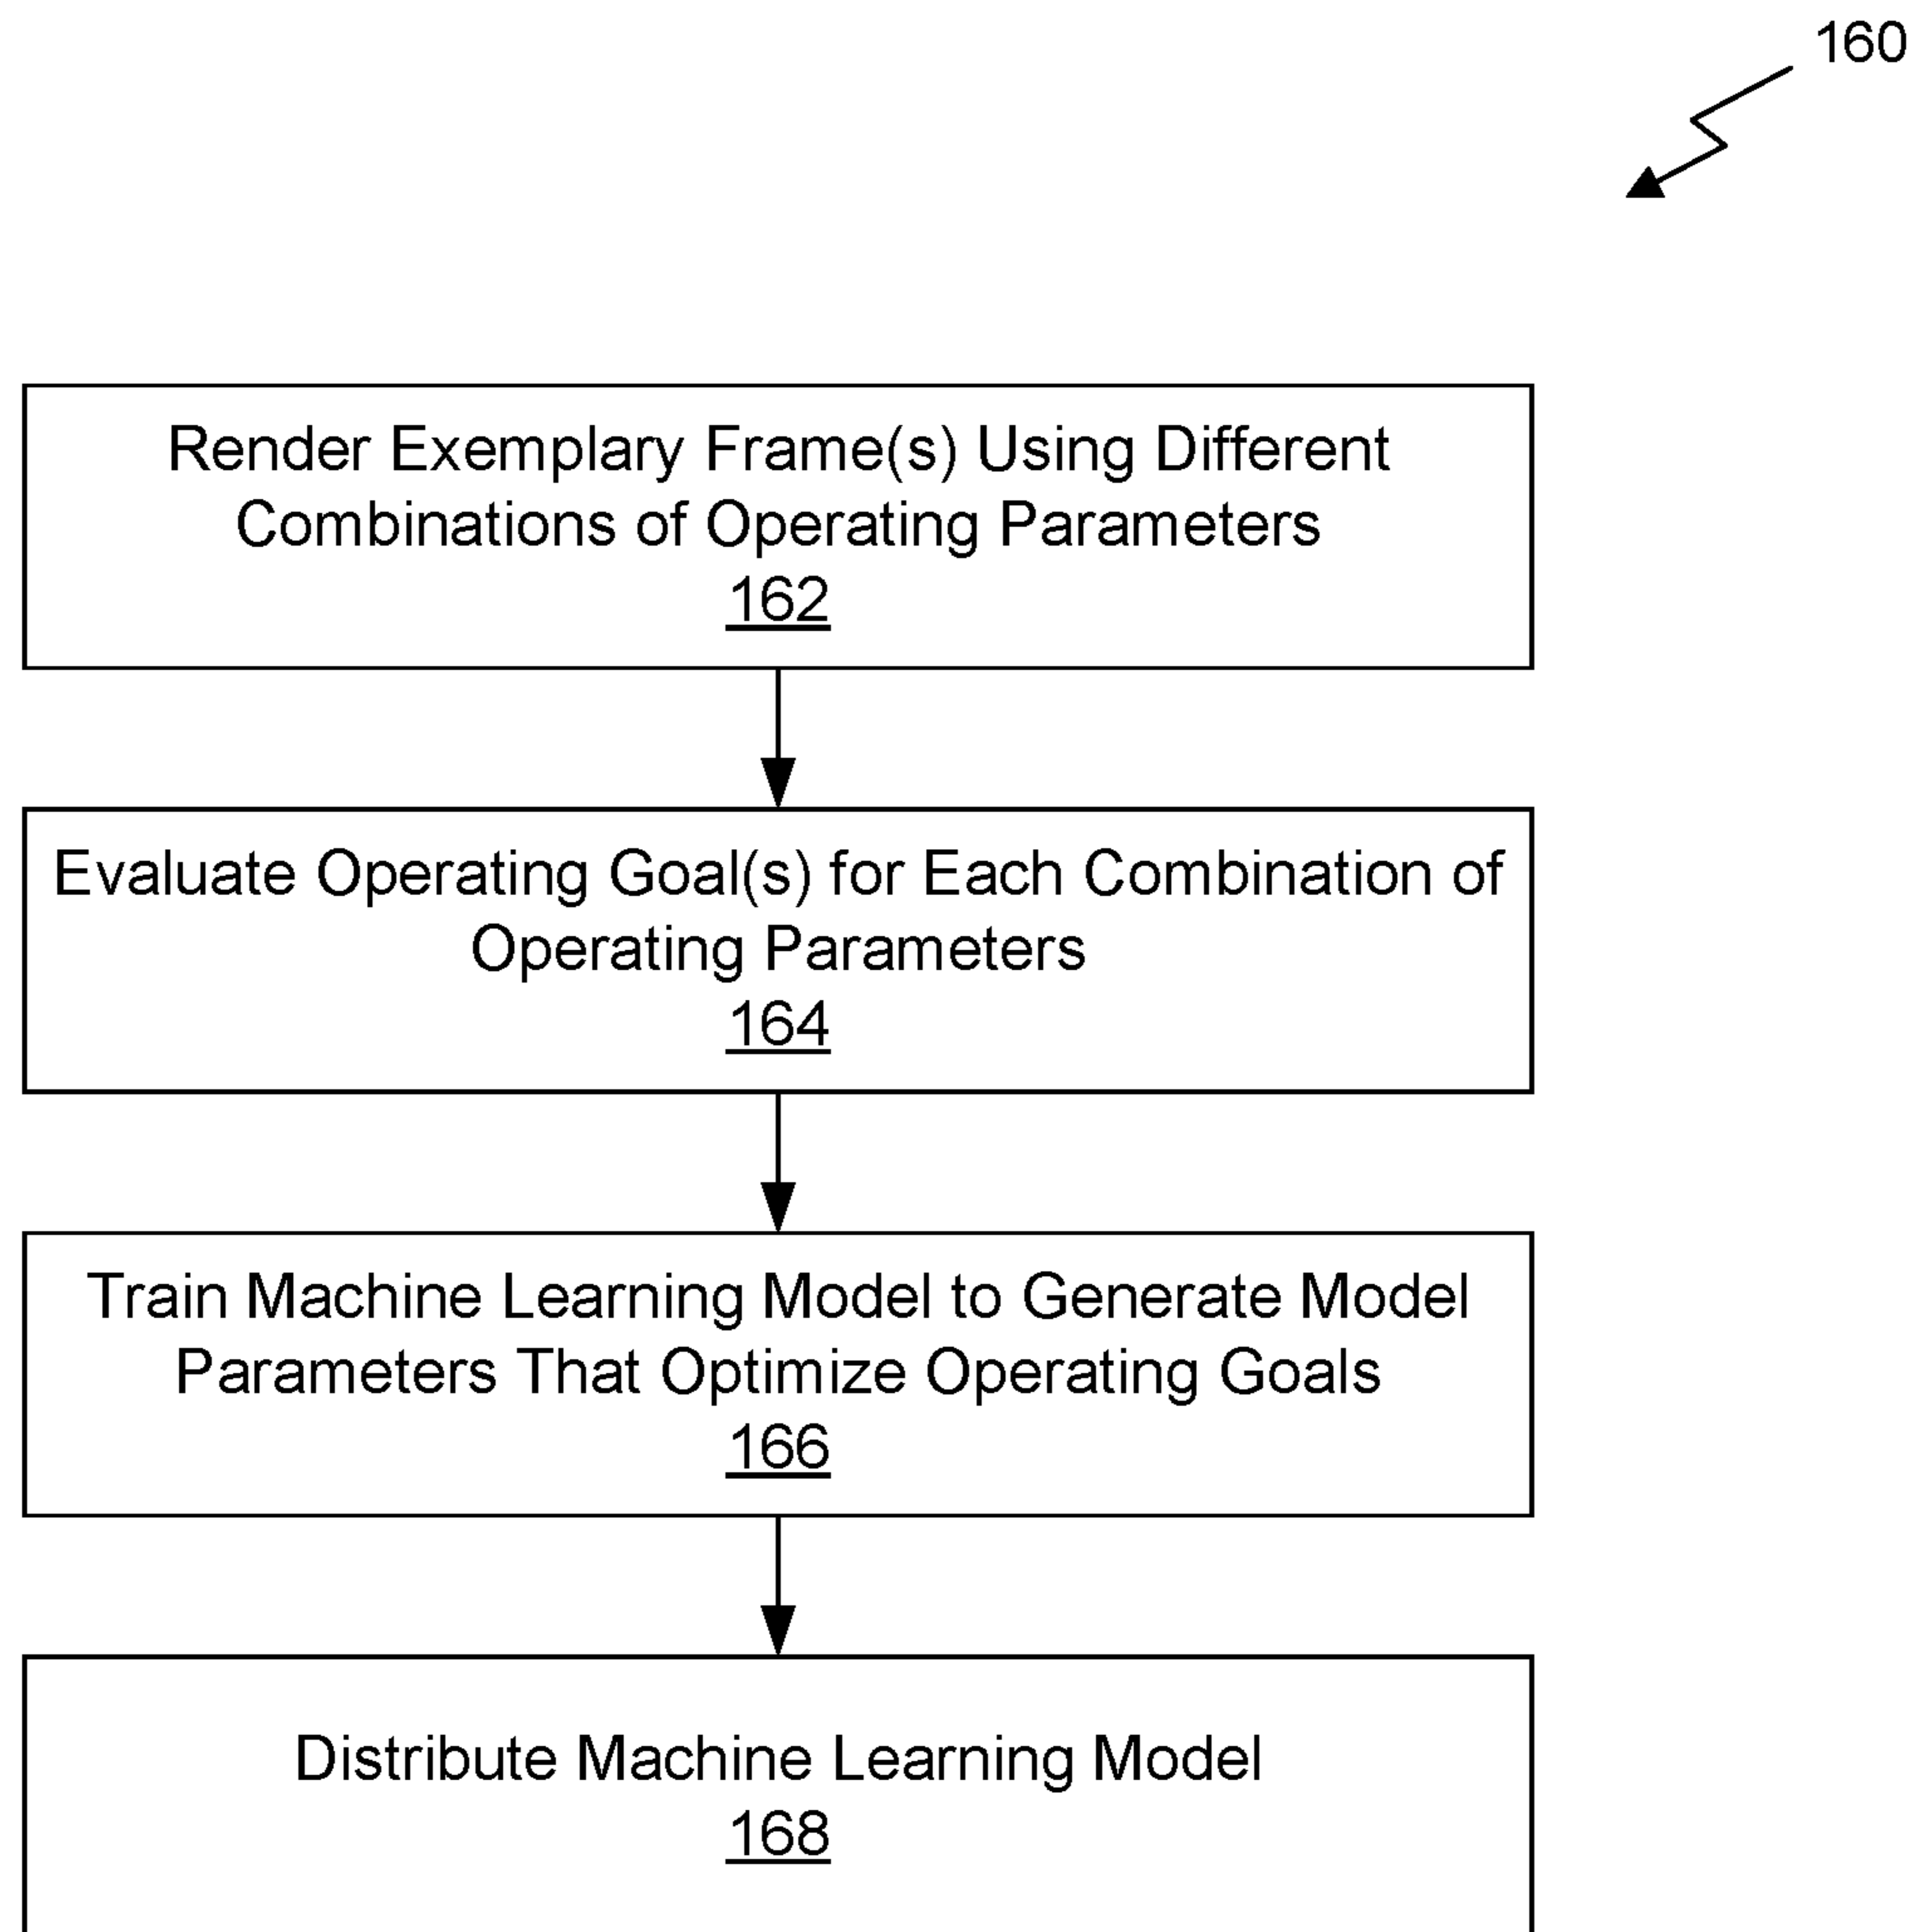 160
Render Exemplary Frame(s) Using Different
Combinations of Operating Parameters
162
Evaluate Operating Goal(s) for Each Combination of
Operating Parameters
164
Train Machine Learning Model to Generate Model
Parameters That Optimize Operating Goals
166
Distribute Machine Learning Model
168